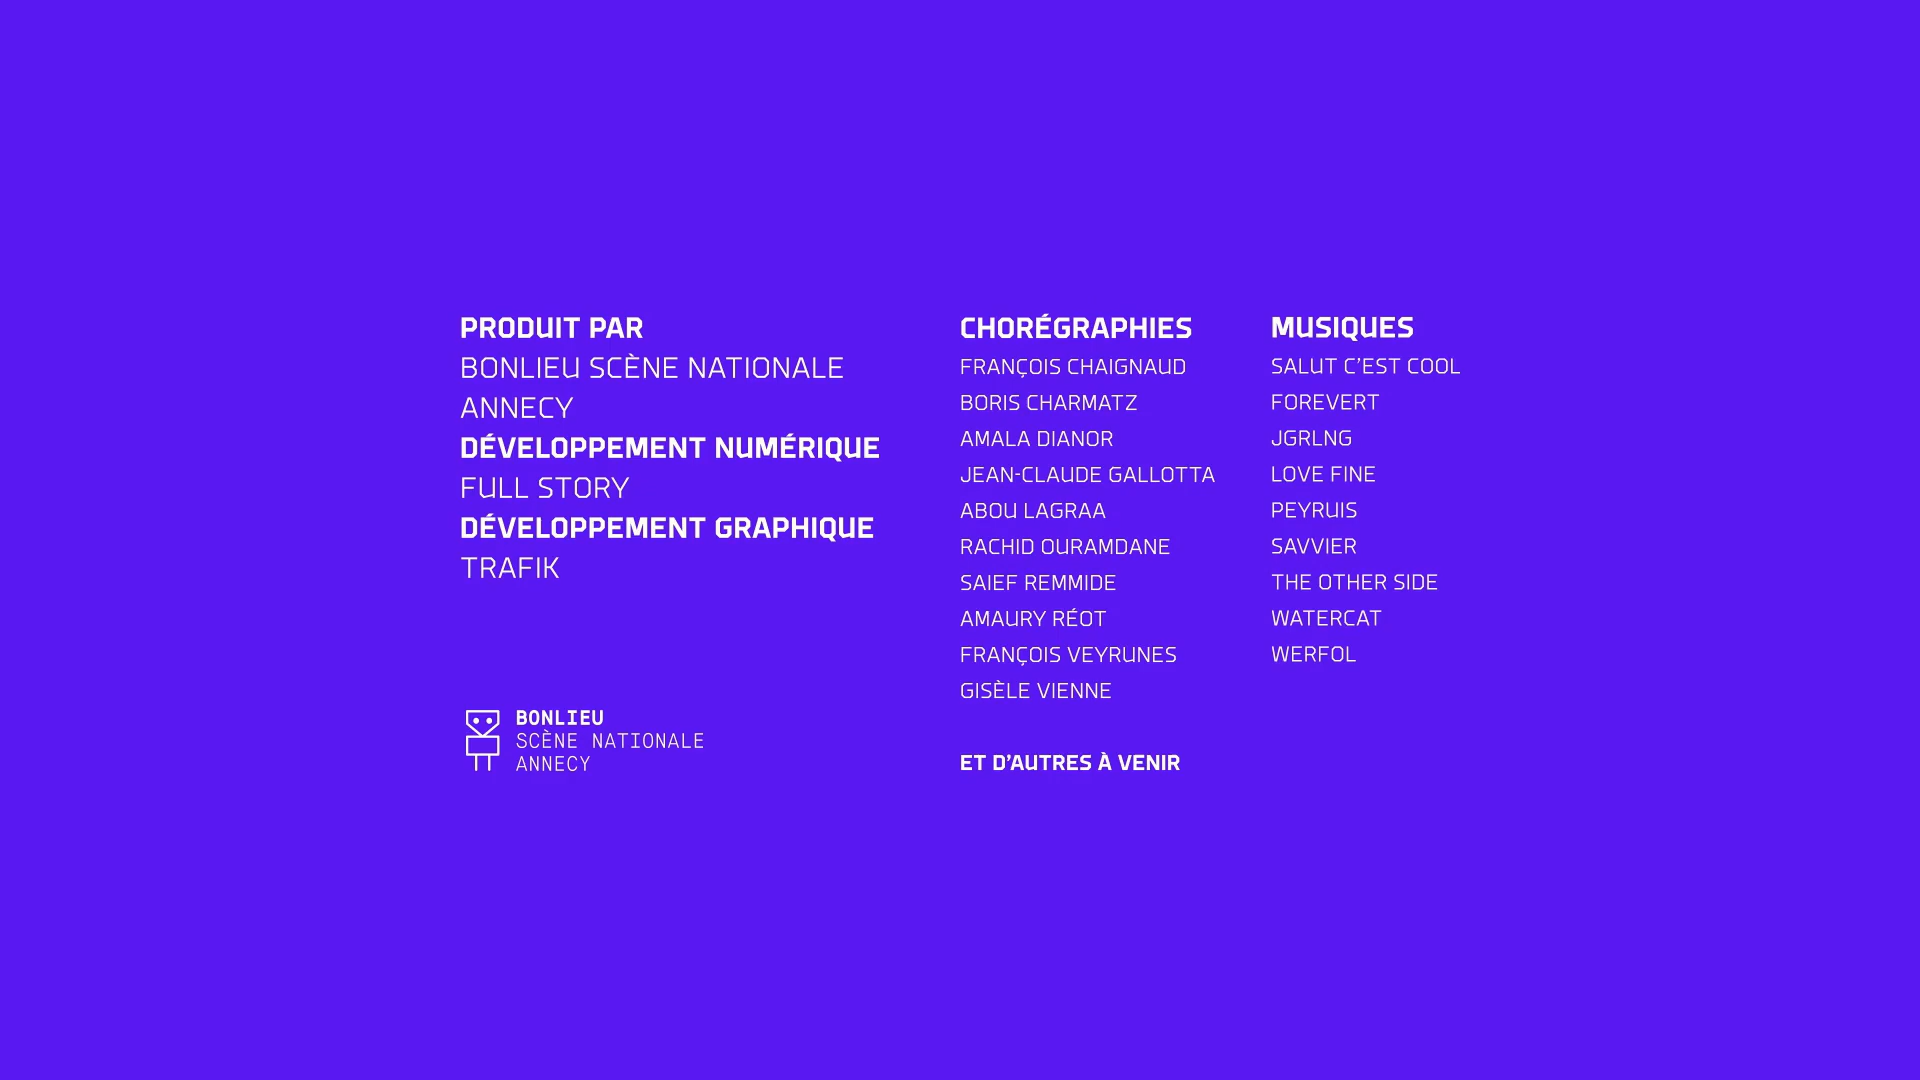 PRODUIT PAR
BONLIEU SCÈNE NATIONALE
ANNECY
DÉVELOPPEMENT NUMÉRIQUE
FULL STORY
DÉVELOPPEMENT GRAPHIQUE
TRAFIK
BONLIEU
SCÈNE NATIONALE
ANNECY
CHORÉGRAPHIES
FRANÇOIS CHAIGNAUD
BORIS CHARMATZ
AMALA DIANOR
JEAN-CLAUDE GALLOTTA
ABOU LAGRAA
RACHID OURAMDANE
SAIEF REMMIDE
AMAURY RÉOT
FRANÇOIS VEYRUNES
GISÈLE VIENNE
ET D’AUTRES À VENIR
MUSIQUES
SALUT C’EST COOL
FOREVERT
JGRLNG
LOVE FINE
PEYRUIS
SAVVIER
THE OTHER SIDE
WATERCAT
WERFOL